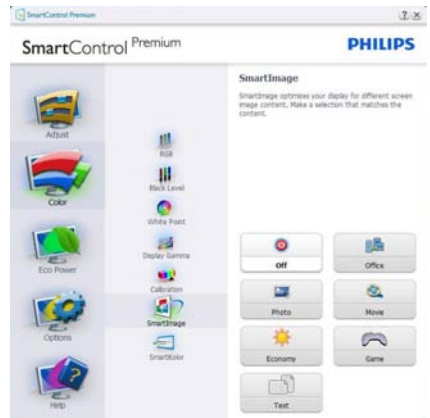 SmartControl Premium
SmartControl Premium
PHILIPS
Adjust
Color
Eco Power
Options
Help
RGB
Black Level
White Point
Display Gamma
Calibration
SmartImage
SmartKolor
SmartImage
SmartImage optimises your display for different screen
image content. Make a selection that matches the
content.
Off
Office
Photo
Movie
Economy
Game
Text